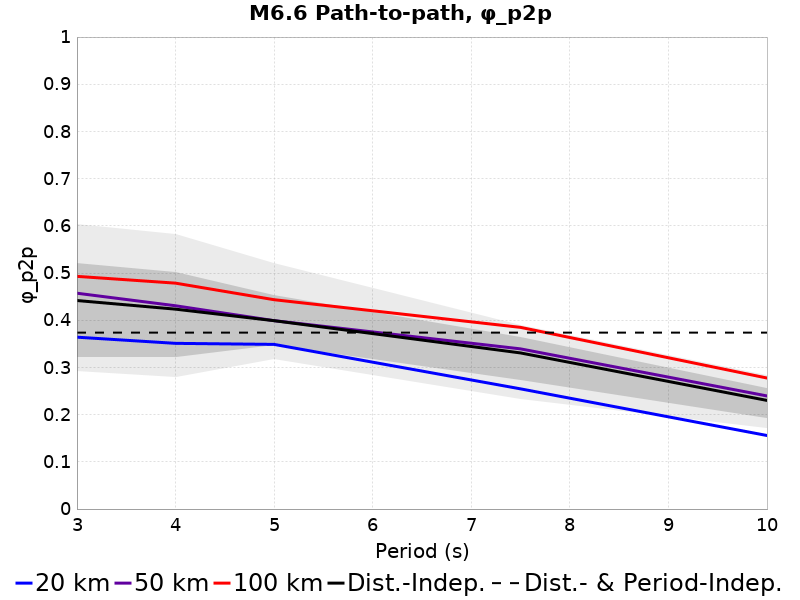 M6.6 Path-to-path, φ_p2p
1
0.9
0.8
0.7
0.6
0.5
0.4
0.3
0.2
0.1
0
φ_p2p
3 4 5 6 7 8 9 10
Period (s)
20 km 50 km 100 km Dist.-Indep. Dist.- & Period-Indep.